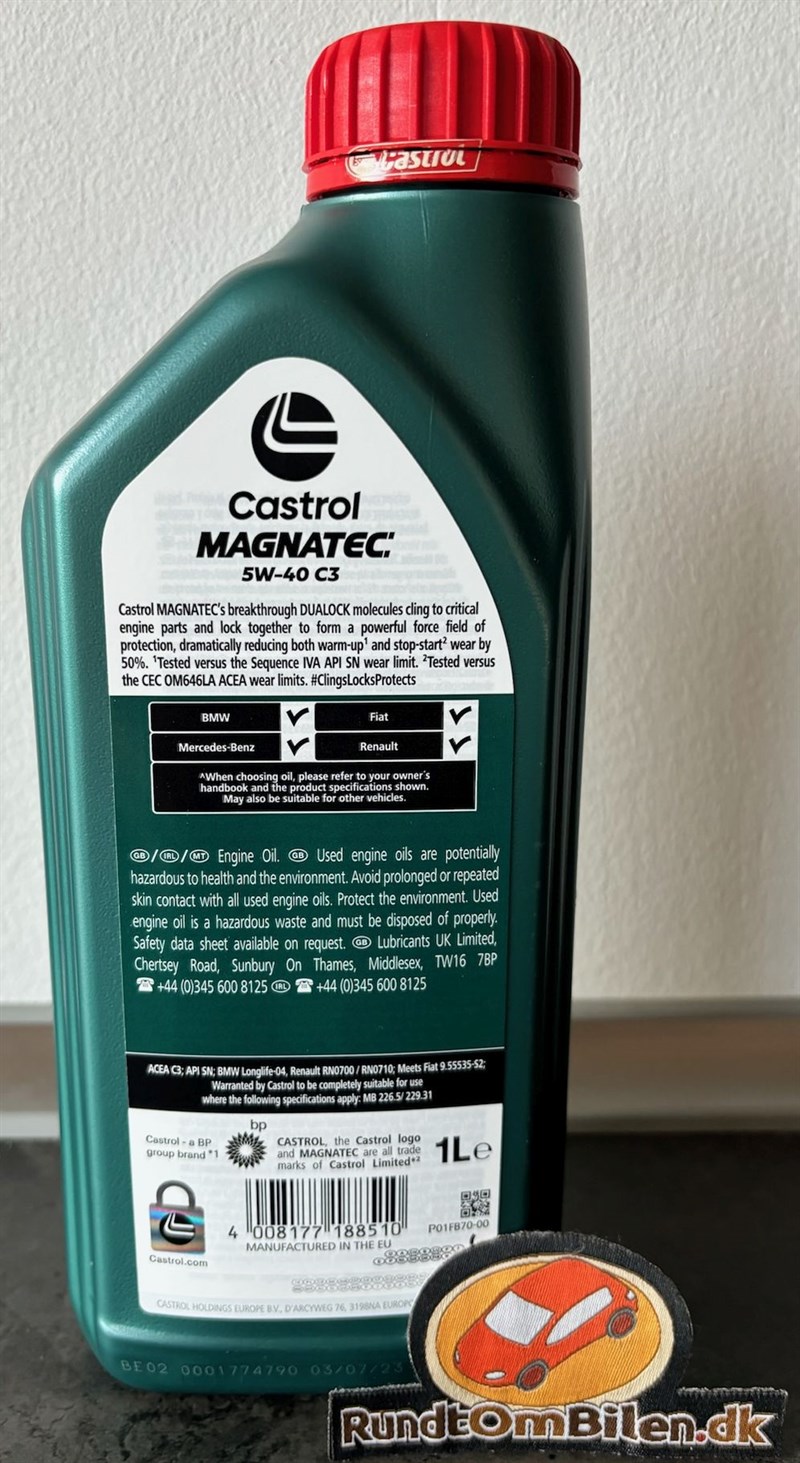 Castrol
Castrol
MAGNATEC
5W-40 C3
Castrol MAGNATEC's breakthrough DUALOCK molecules cling to critical
engine parts and lock together to form a powerful force field of
protection, dramatically reducing both warm-up¹ and stop-start² wear by
50%. ¹Tested versus the Sequence IVA API SN wear limit. ²Tested versus
the CEC OM646LA ACEA wear limits. #ClingsLocksProtects
BMW ✓ Fiat ✓
Mercedes-Benz ✓ Renault ✓
^When choosing oil, please refer to your owner's
handbook and the product specifications shown.
May also be suitable for other vehicles.
GB/IRL/MT Engine Oil. GB Used engine oils are potentially
hazardous to health and the environment. Avoid prolonged or repeated
skin contact with all used engine oils. Protect the environment. Used
engine oil is a hazardous waste and must be disposed of properly.
Safety data sheet available on request. GB Lubricants UK Limited,
Chertsey Road, Sunbury On Thames, Middlesex, TW16 7BP
☎ +44 (0)345 600 8125 IRL ☎ +44 (0)345 600 8125
ACEA C3; API SN; BMW Longlife-04, Renault RN0700 / RN0710; Meets Fiat 9.55535-S2;
Warranted by Castrol to be completely suitable for use
where the following specifications apply: MB 226.5/ 229.31
bp
Castrol - a BP
group brand *1
CASTROL, the Castrol logo
and MAGNATEC are all trade
marks of Castrol Limited*²
1L e
4 008177 188510
P01FB70-00
MANUFACTURED IN THE EU
Castrol.com
CASTROL HOLDINGS EUROPE B.V., D'ARCYWEG 76, 3198NA
BE02 0001774790 03/07/23
RundtOmBilen.dk